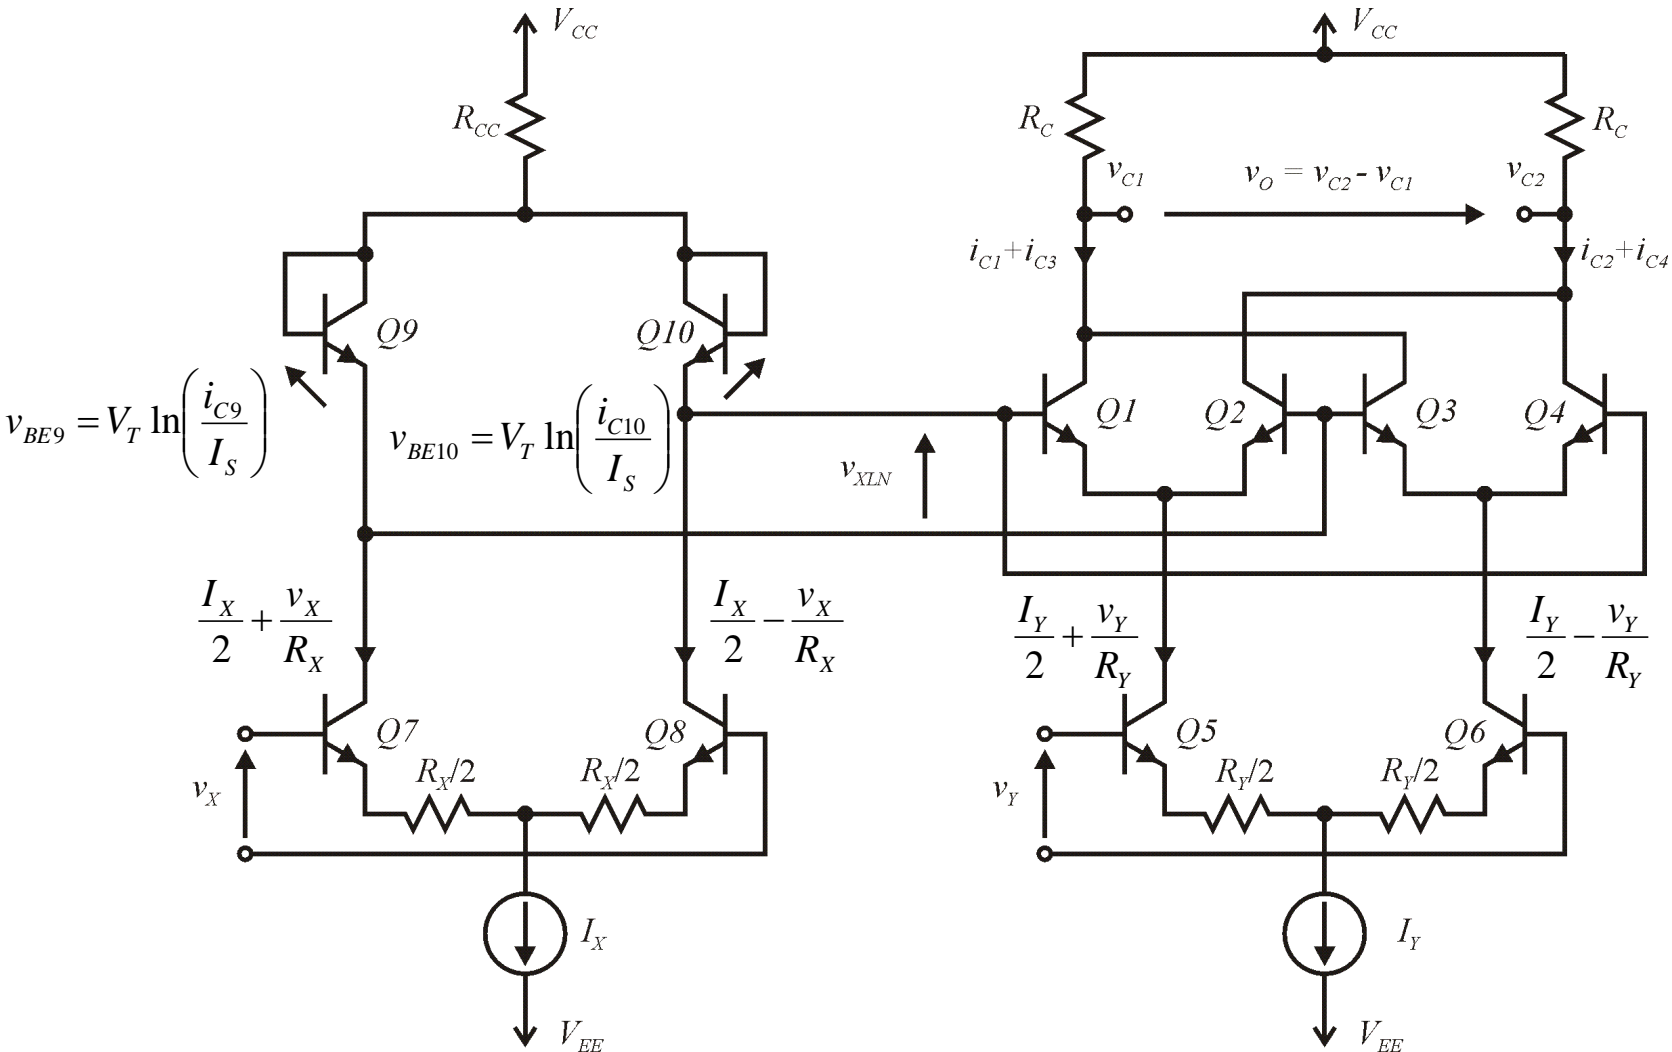 V_CC
V_CC
R_CC
R_C
R_C
v_C1
v_O = v_C2 - v_C1
v_C2
i_C1+i_C3
i_C2+i_C4
Q9
Q10
v_BE9 = V_T ln(i_C9/I_S)
v_BE10 = V_T ln(i_C10/I_S)
Q1
Q2
Q3
Q4
v_XLN
I_X/2 + v_X/R_X
I_X/2 − v_X/R_X
I_Y/2 + v_Y/R_Y
I_Y/2 − v_Y/R_Y
Q7
Q8
Q5
Q6
v_X
R_X/2
R_X/2
v_Y
R_Y/2
R_Y/2
I_X
I_Y
V_EE
V_EE